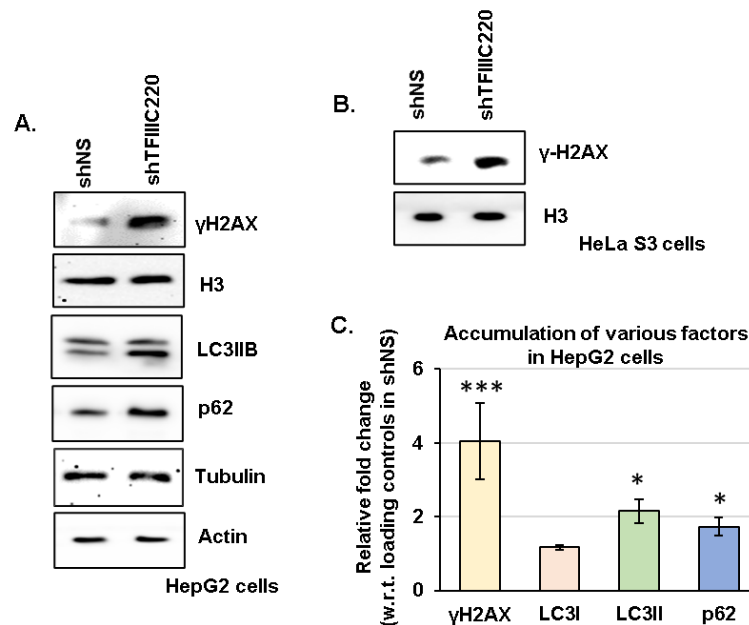 A.
shNS
shTFIIIC220
γH2AX
H3
LC3IIB
p62
Tubulin
Actin
HepG2 cells
B.
shNS
shTFIIIC220
γ-H2AX
H3
HeLa S3 cells
C.
Accumulation of various factors
in HepG2 cells
Relative fold change
(w.r.t. loading controls in shNS)
6
4
2
0
***
*
*
γH2AX LC3I LC3II p62